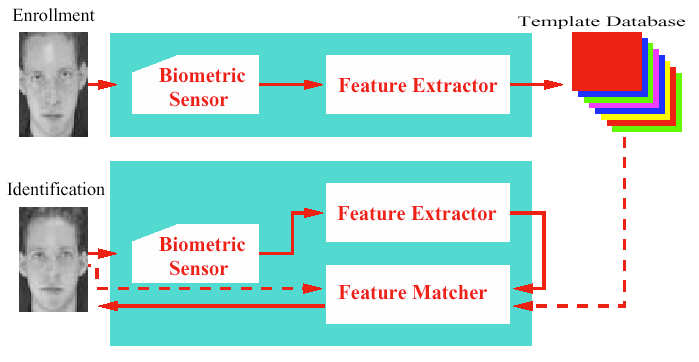 Enrollment
Template Database
Biometric
Sensor
Feature Extractor
Identification
Feature Extractor
Biometric
Sensor
Feature Matcher